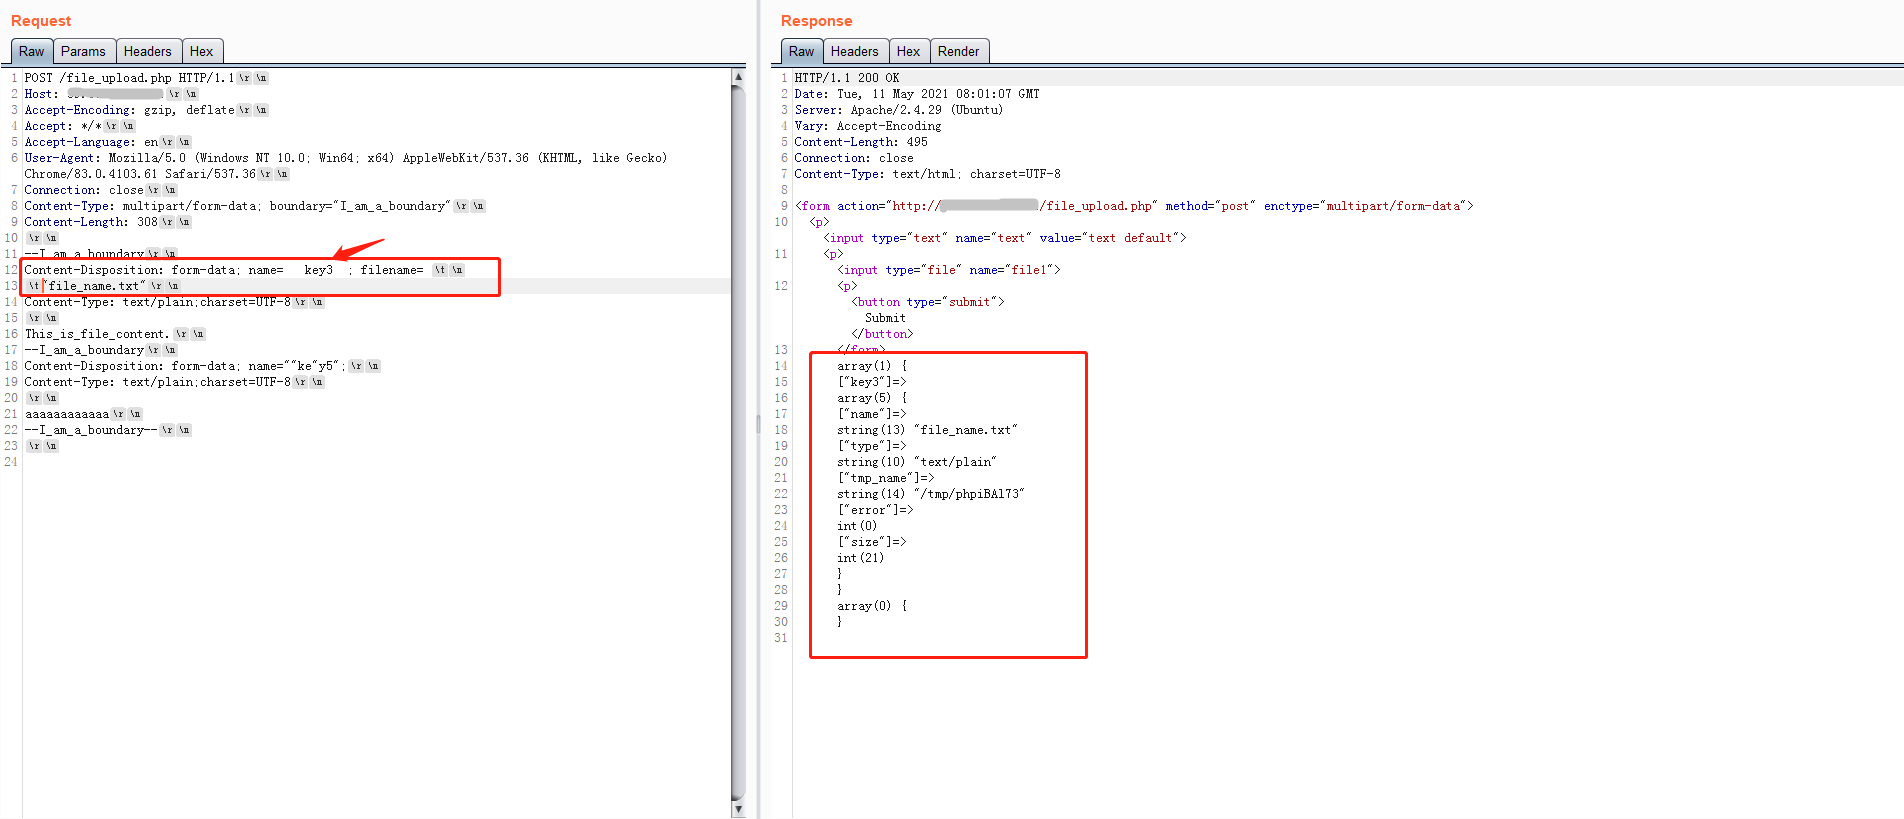 Request
Raw Params Headers Hex
1 POST /file_upload.php HTTP/1.1 \r \n
2 Host: \r \n
3 Accept-Encoding: gzip, deflate \r \n
4 Accept: */* \r \n
5 Accept-Language: en \r \n
6 User-Agent: Mozilla/5.0 (Windows NT 10.0; Win64; x64) AppleWebKit/537.36 (KHTML, like Gecko)
Chrome/83.0.4103.61 Safari/537.36 \r \n
7 Connection: close \r \n
8 Content-Type: multipart/form-data; boundary="I_am_a_boundary" \r \n
9 Content-Length: 308 \r \n
10 \r \n
11 --I_am_a_boundary \r \n
12 Content-Disposition: form-data; name=   key3  ; filename= \t \n
13 \t "file_name.txt" \r \n
14 Content-Type: text/plain;charset=UTF-8 \r \n
15 \r \n
16 This_is_file_content. \r \n
17 --I_am_a_boundary \r \n
18 Content-Disposition: form-data; name=""ke"y5"; \r \n
19 Content-Type: text/plain;charset=UTF-8 \r \n
20 \r \n
21 aaaaaaaaaaaa \r \n
22 --I_am_a_boundary-- \r \n
23 \r \n
24
Response
Raw Headers Hex Render
1 HTTP/1.1 200 OK
2 Date: Tue, 11 May 2021 08:01:07 GMT
3 Server: Apache/2.4.29 (Ubuntu)
4 Vary: Accept-Encoding
5 Content-Length: 495
6 Connection: close
7 Content-Type: text/html; charset=UTF-8
8
9 <form action="http:///file_upload.php" method="post" enctype="multipart/form-data">
10 <p>
<input type="text" name="text" value="text default">
11 <p>
<input type="file" name="file1">
12 <p>
<button type="submit">
Submit
</button>
13 </form>
14 array(1) {
15 ["key3"]=>
16 array(5) {
17 ["name"]=>
18 string(13) "file_name.txt"
19 ["type"]=>
20 string(10) "text/plain"
21 ["tmp_name"]=>
22 string(14) "/tmp/phpiBAl73"
23 ["error"]=>
24 int(0)
25 ["size"]=>
26 int(21)
27 }
28 }
29 array(0) {
30 }
31